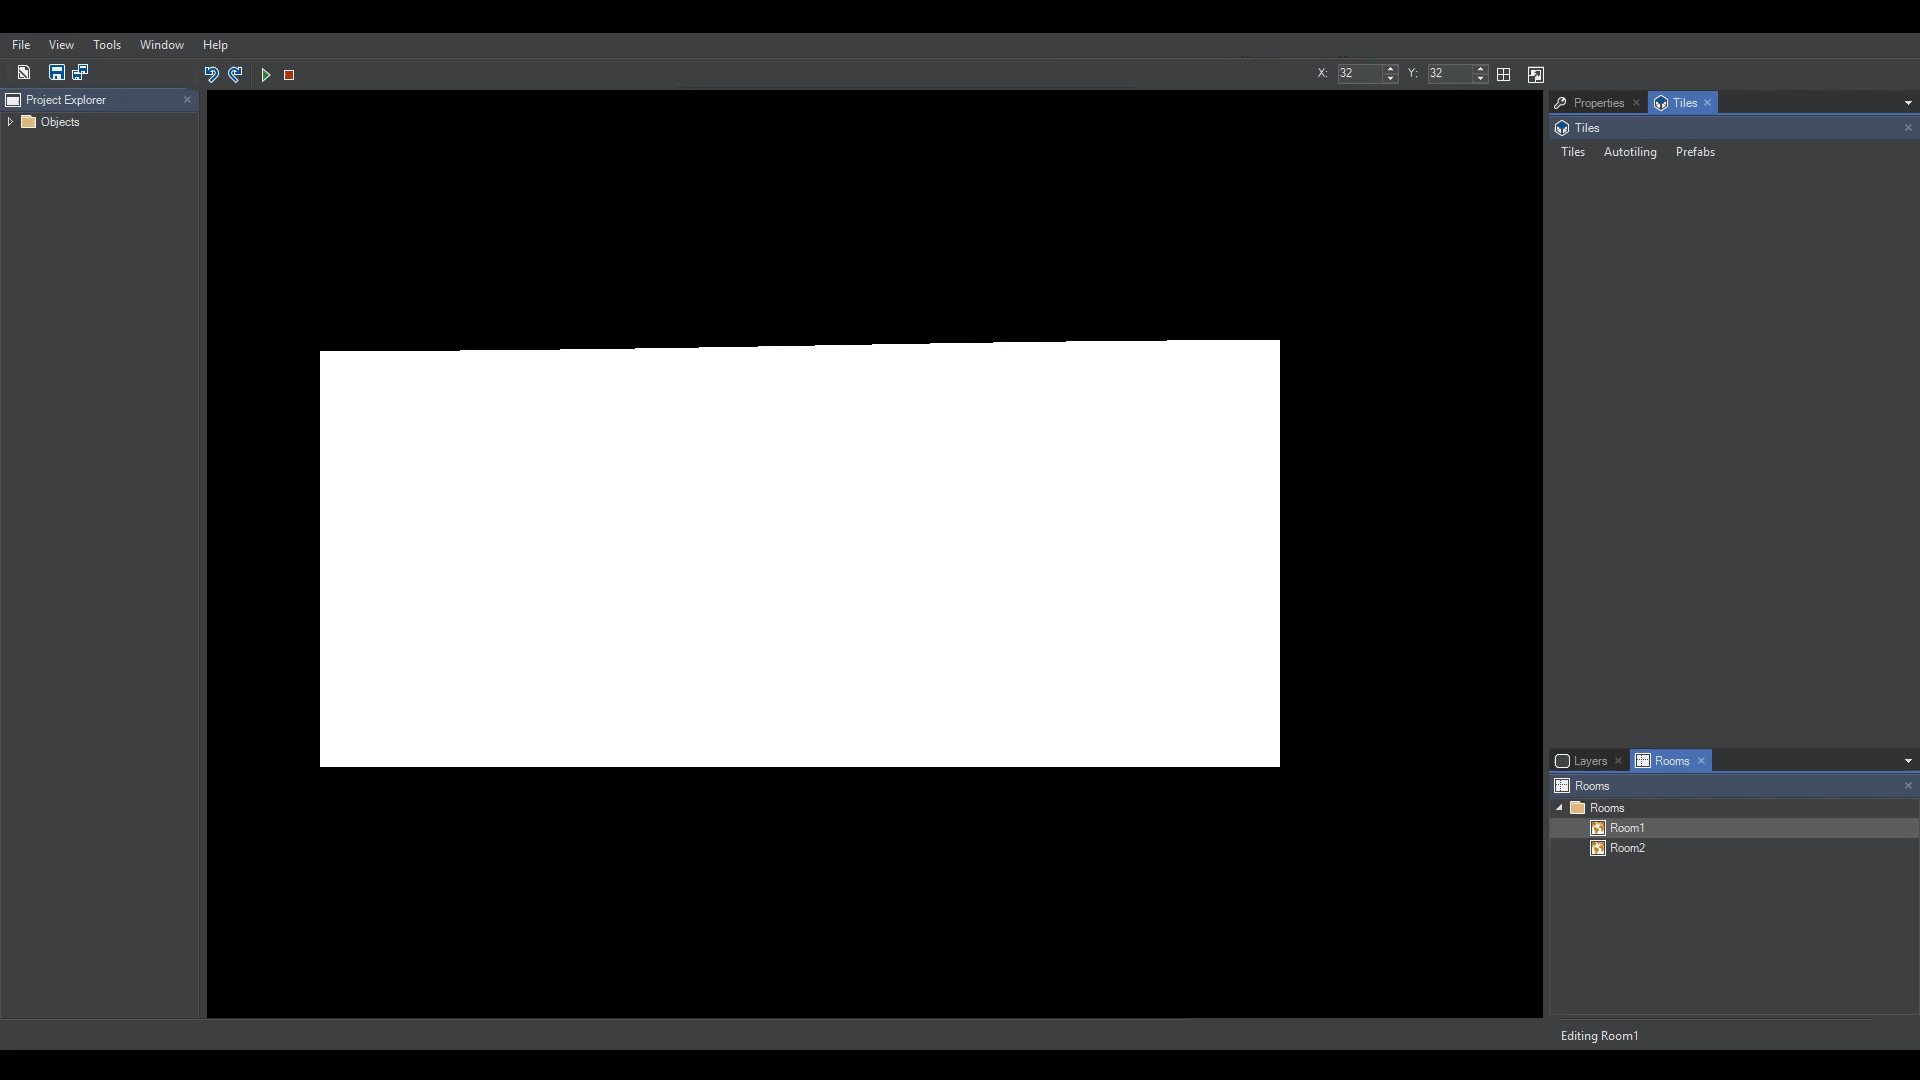 File View Tools Window Help
X: 32 Y: 32
Project Explorer
Objects
Properties Tiles
Tiles
Tiles Autotiling Prefabs
Layers Rooms
Rooms
Rooms
Room1
Room2
Editing Room1